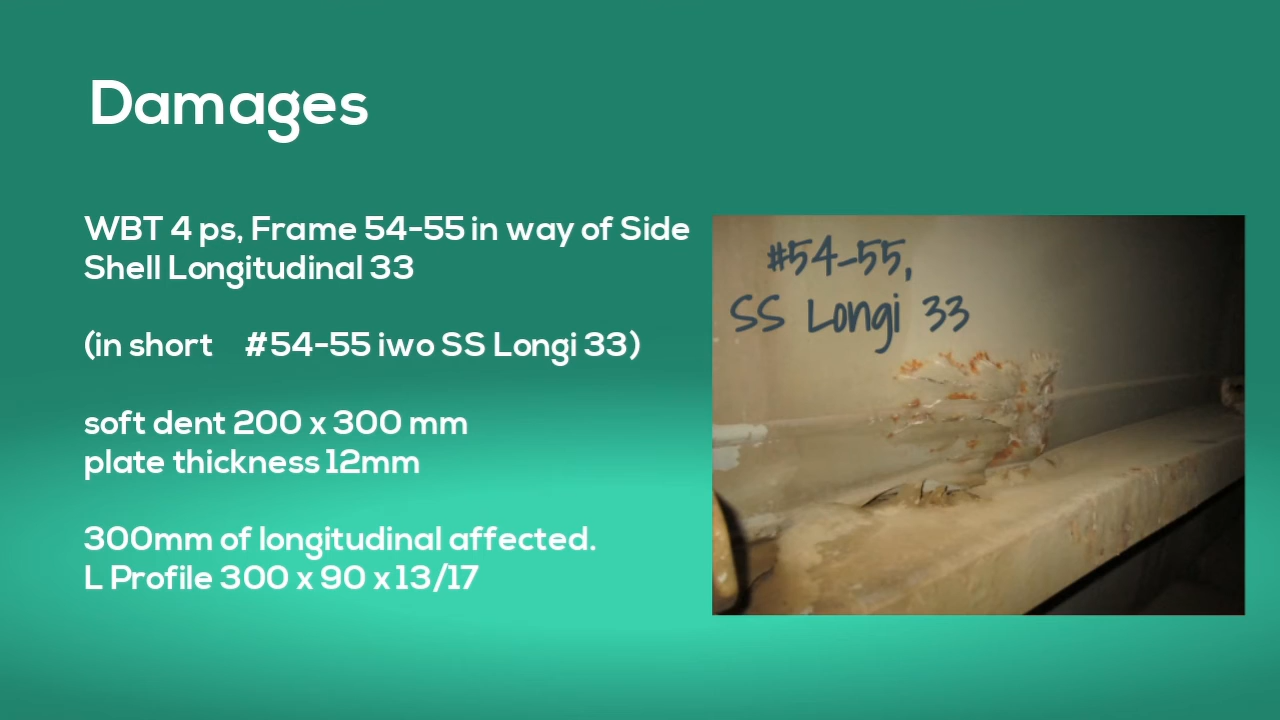 Damages
WBT 4 ps, Frame 54-55 in way of Side
Shell Longitudinal 33
(in short #54-55 iwo SS Longi 33)
soft dent 200 x 300 mm
plate thickness 12mm
300mm of longitudinal affected.
L Profile 300 x 90 x 13/17
#54-55,
SS Longi 33